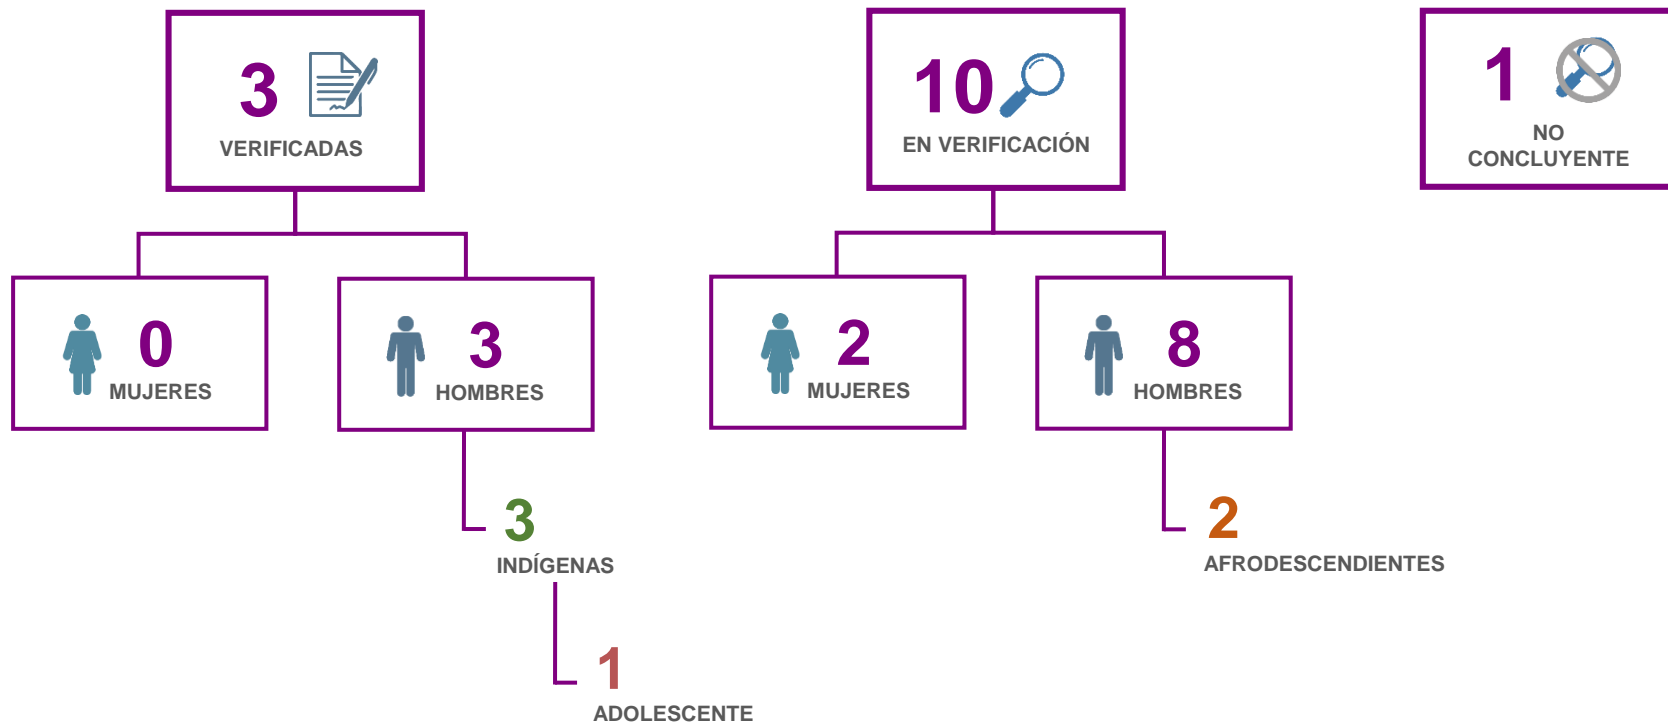 3
VERIFICADAS
10
EN VERIFICACIÓN
1
NO
CONCLUYENTE
0
MUJERES
3
HOMBRES
2
MUJERES
8
HOMBRES
3
INDÍGENAS
2
AFRODESCENDIENTES
1
ADOLESCENTE